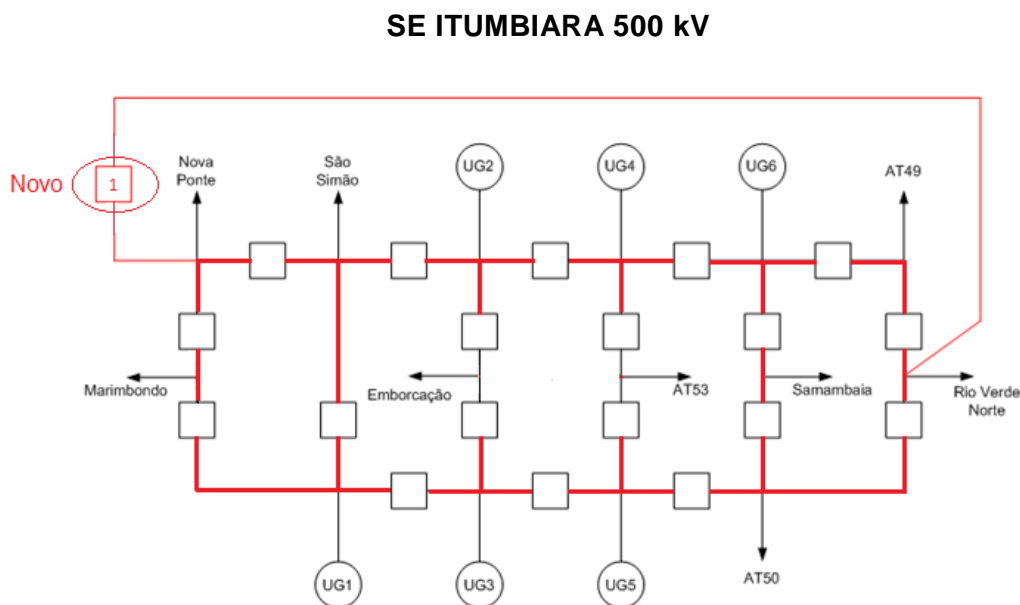 SE ITUMBIARA 500 kV
Novo
1
Nova
Ponte
São
Simão
UG2
UG4
UG6
AT49
Marimbondo
Emborcação
AT53
Samambaia
Rio Verde
Norte
UG1
UG3
UG5
AT50